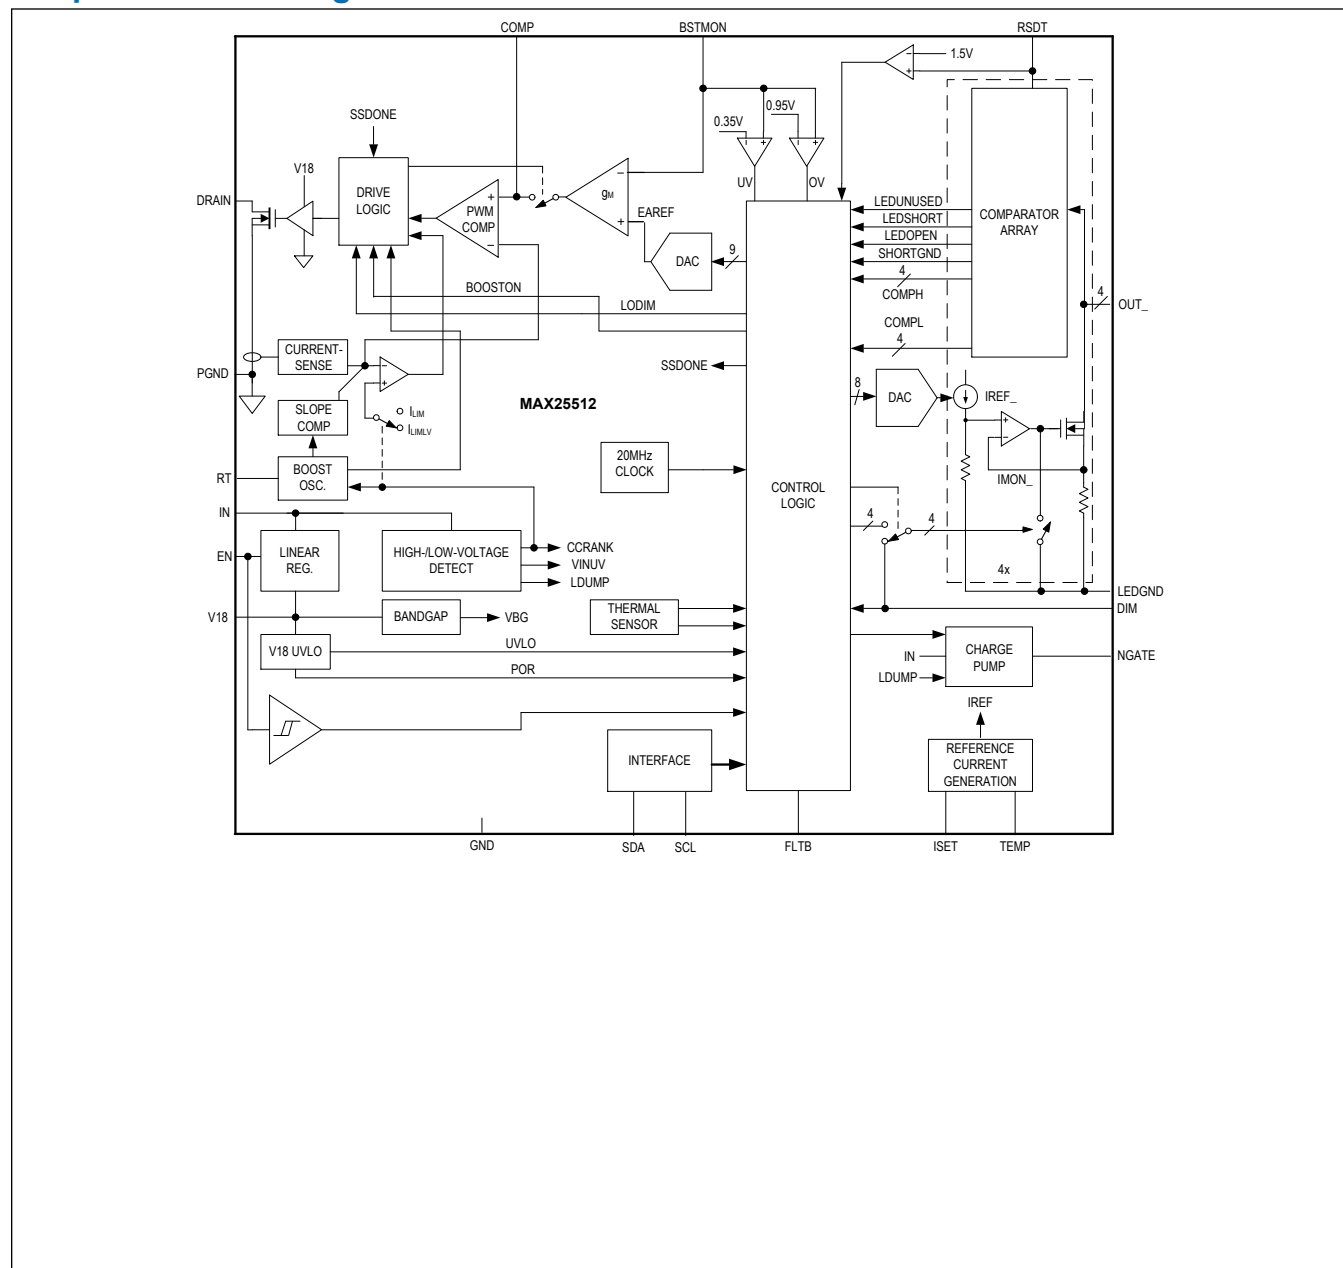 COMP
BSTMON
RSDT
1.5V
SSDONE
0.35V
0.95V
V18
DRAIN
DRIVE
LOGIC
PWM
COMP
+
−
gM
−
+
EAREF
UV
OV
DAC
9
LEDUNUSED
LEDSHORT
LEDOPEN
SHORTGND
4
COMPH
COMPL
4
COMPARATOR
ARRAY
4
OUT_
BOOSTON
LODIM
CURRENT-
SENSE
PGND
SLOPE
COMP
ILIM
ILIMLV
MAX25512
SSDONE
8
DAC
IREF_
IMON_
RT
BOOST
OSC.
20MHz
CLOCK
CONTROL
LOGIC
4
4
IN
EN
LINEAR
REG.
HIGH-/LOW-VOLTAGE
DETECT
CCRANK
VINUV
LDUMP
4x
LEDGND
DIM
V18
BANDGAP
VBG
THERMAL
SENSOR
V18 UVLO
UVLO
POR
IN
LDUMP
CHARGE
PUMP
NGATE
IREF
INTERFACE
REFERENCE
CURRENT
GENERATION
GND
SDA
SCL
FLTB
ISET
TEMP